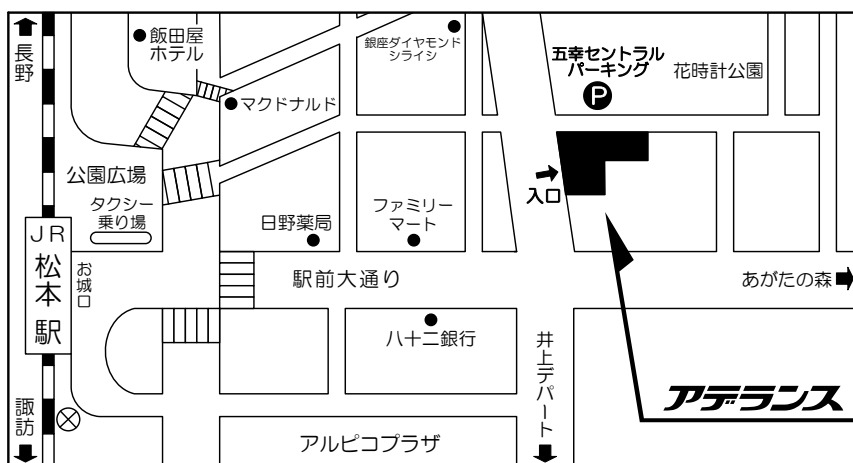 長野
飯田屋
ホテル
銀座ダイヤモンド
シライシ
五幸セントラル
パーキング
P
花時計公園
マクドナルド
公園広場
タクシー
乗り場
入口
日野薬局
ファミリー
マート
JR
松本駅
お城口
駅前大通り
あがたの森
八十二銀行
井上デパート
アデランス
諏訪
アルピコプラザ